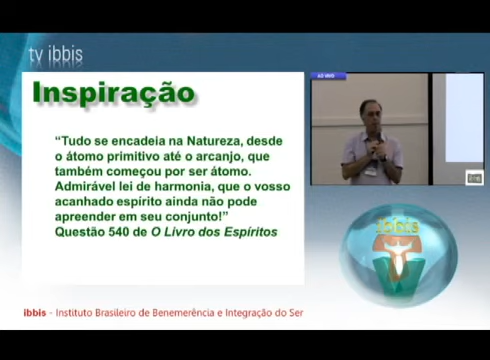 tv ibbis
Inspiração
“Tudo se encadeia na Natureza, desde
o átomo primitivo até o arcanjo, que
também começou por ser átomo.
Admirável lei de harmonia, que o vosso
acanhado espírito ainda não pode
apreender em seu conjunto!”
Questão 540 de O Livro dos Espíritos
AO VIVO
ibbis
ibbis - Instituto Brasileiro de Benemerência e Integração do Ser